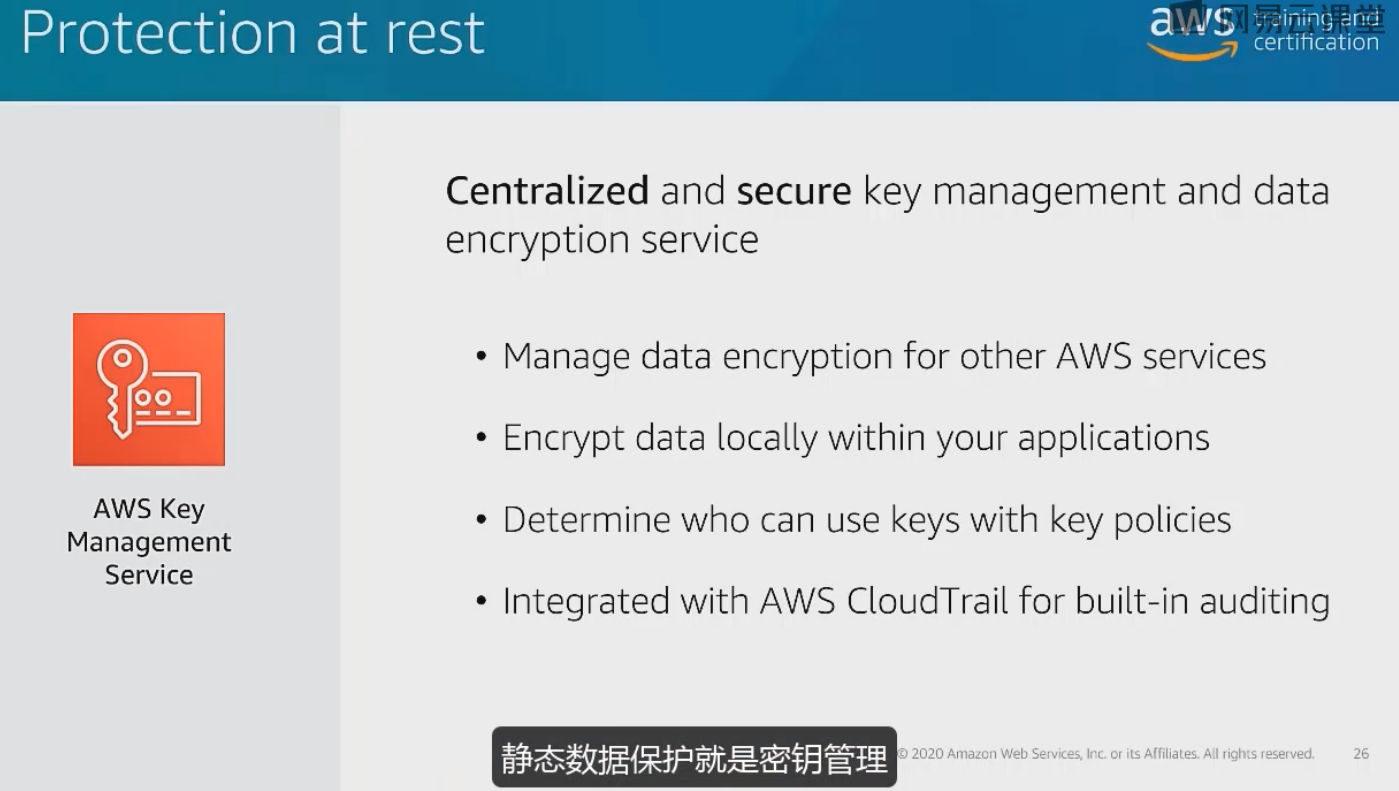 Protection at rest
aws training and certification
网易云课堂
Centralized and secure key management and data
encryption service
• Manage data encryption for other AWS services
• Encrypt data locally within your applications
• Determine who can use keys with key policies
• Integrated with AWS CloudTrail for built-in auditing
AWS Key
Management
Service
静态数据保护就是密钥管理
© 2020 Amazon Web Services, Inc. or its Affiliates. All rights reserved.
26